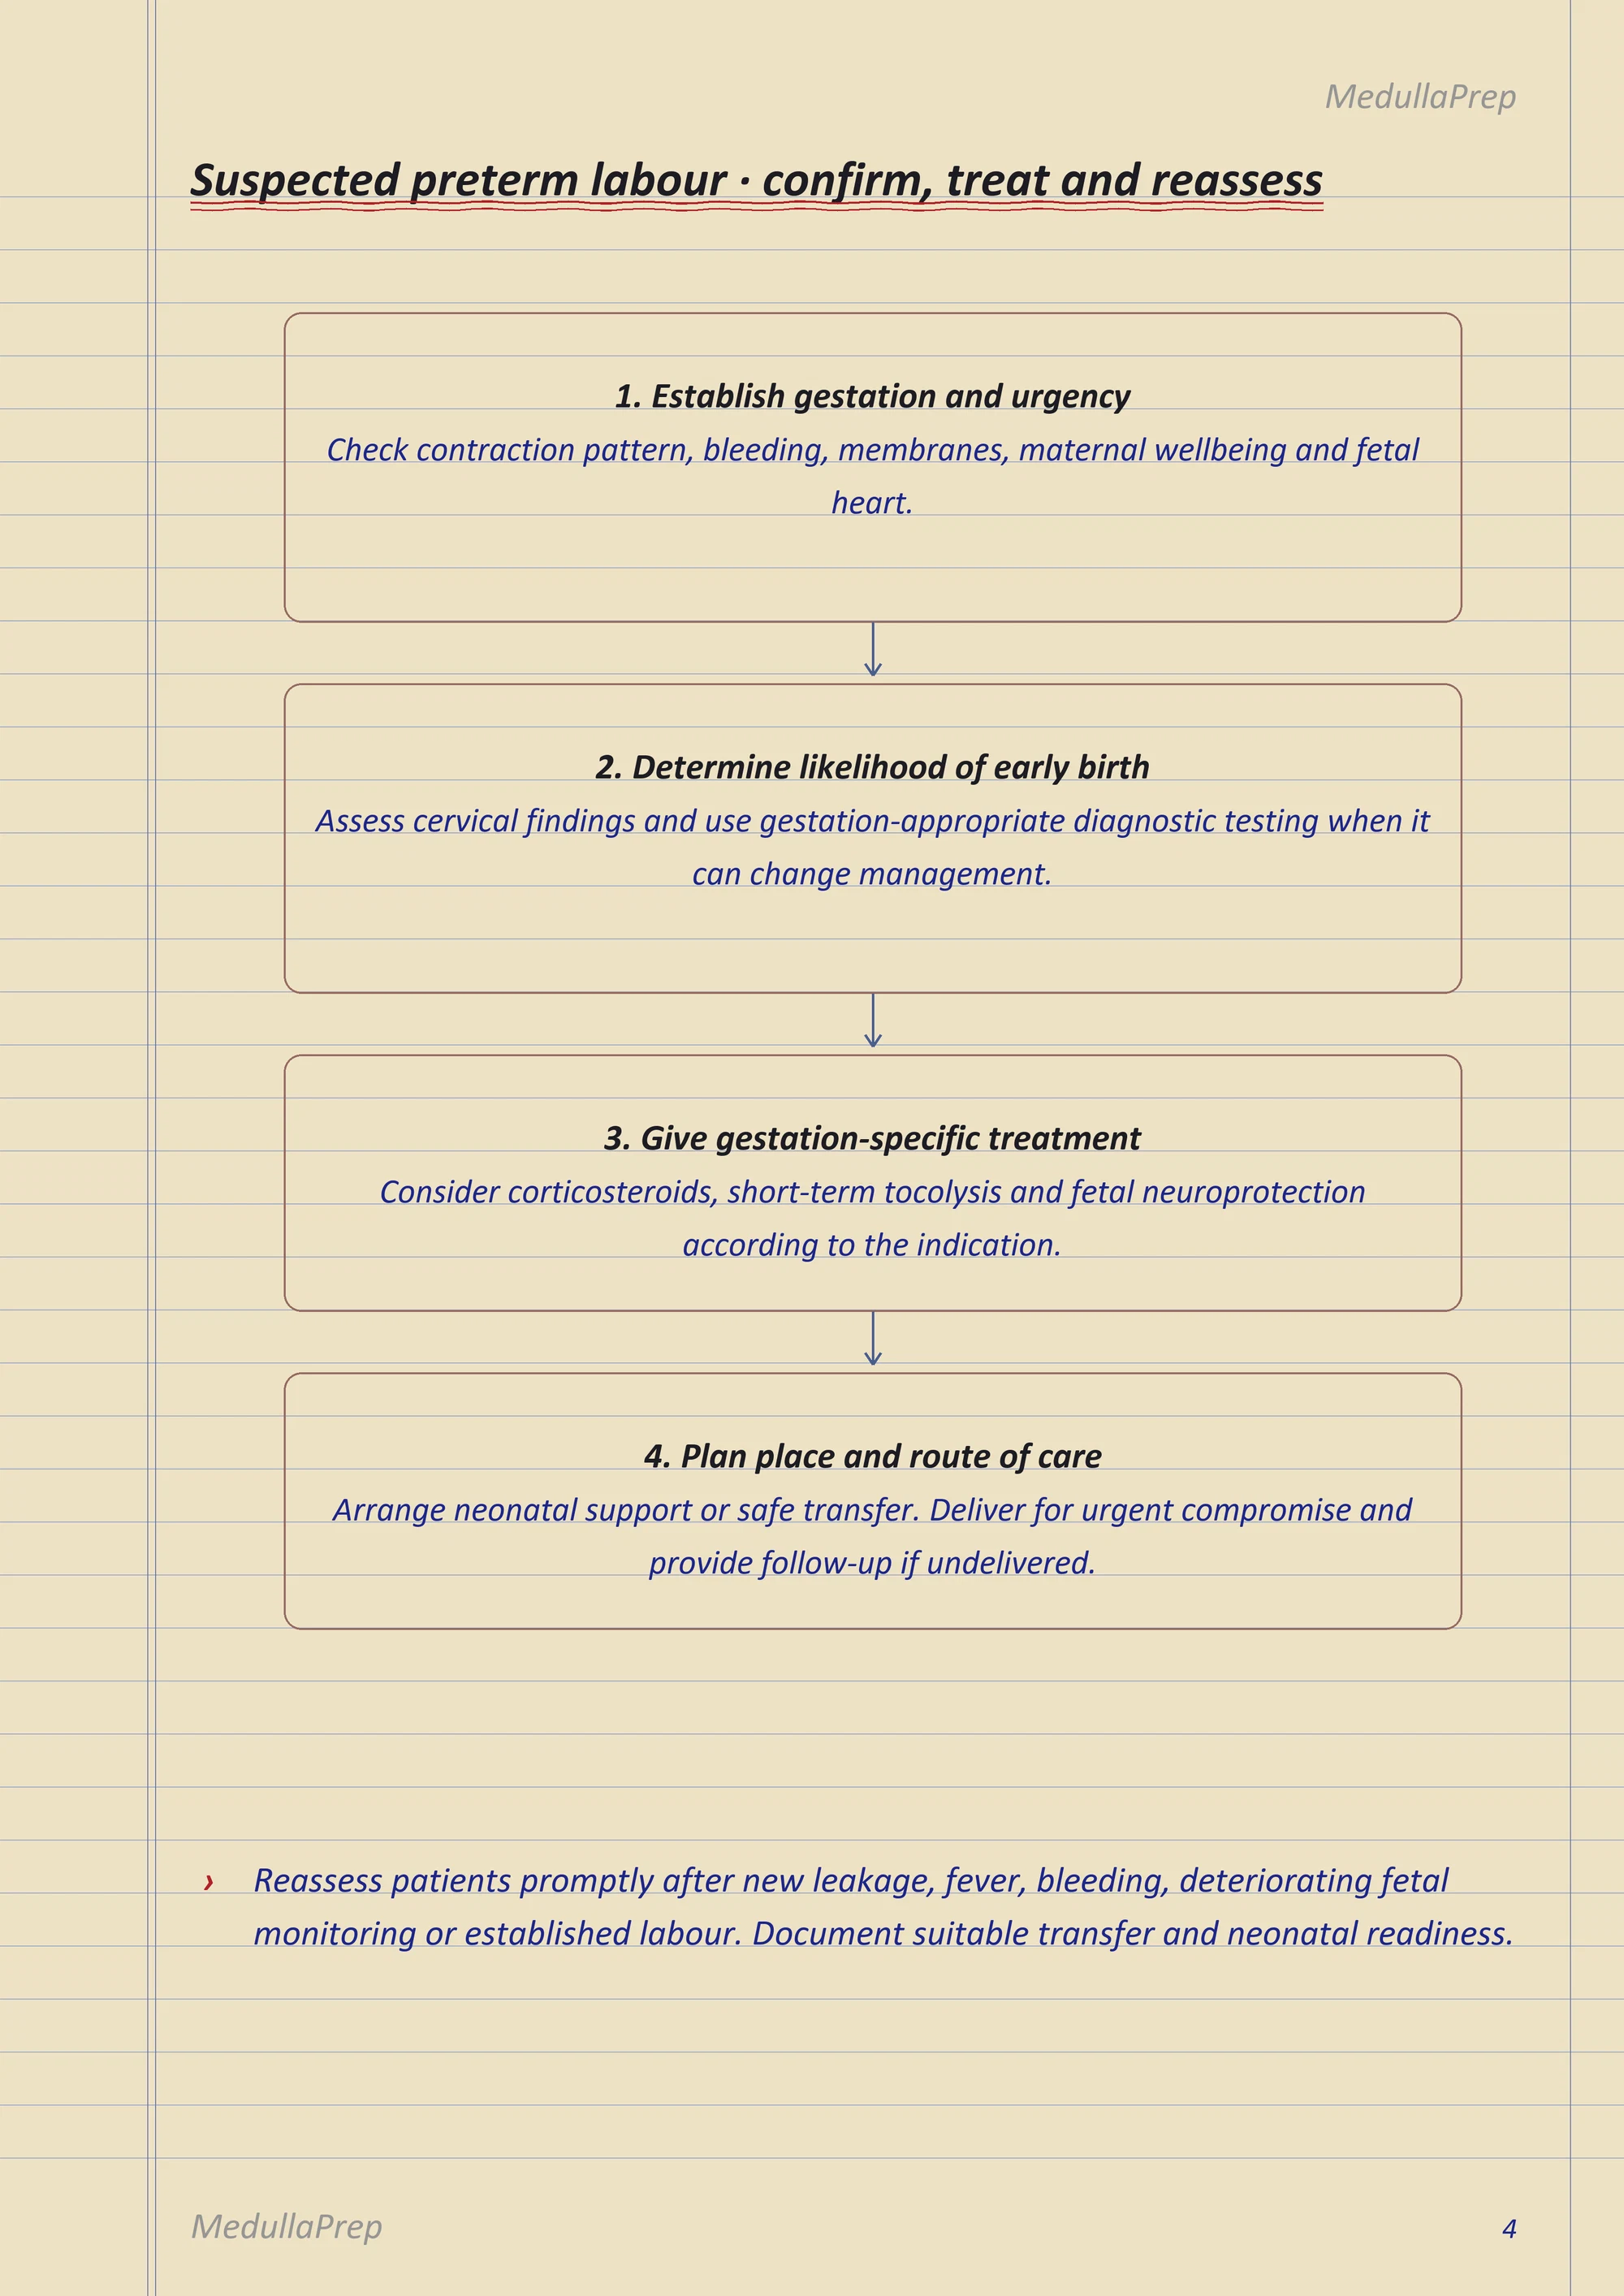 MedullaPrep
Suspected preterm labour · confirm, treat and reassess
1. Establish gestation and urgency
Check contraction pattern, bleeding, membranes, maternal wellbeing and fetal
heart.
2. Determine likelihood of early birth
Assess cervical findings and use gestation-appropriate diagnostic testing when it
can change management.
3. Give gestation-specific treatment
Consider corticosteroids, short-term tocolysis and fetal neuroprotection
according to the indication.
4. Plan place and route of care
Arrange neonatal support or safe transfer. Deliver for urgent compromise and
provide follow-up if undelivered.
› Reassess patients promptly after new leakage, fever, bleeding, deteriorating fetal
monitoring or established labour. Document suitable transfer and neonatal readiness.
MedullaPrep
4